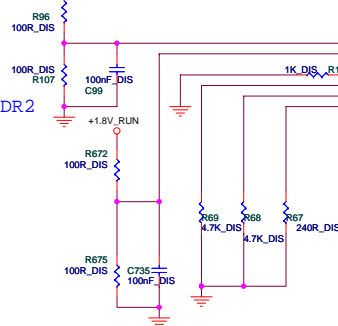 R96
100R_DIS
100R_DIS
R107
100nF_DIS
C99
1K_DIS
DR2
+1.8V_RUN
R672
100R_DIS
R69
4.7K_DIS
R68
4.7K_DIS
R67
240R_DIS
R675
100R_DIS
C735
100nF_DIS